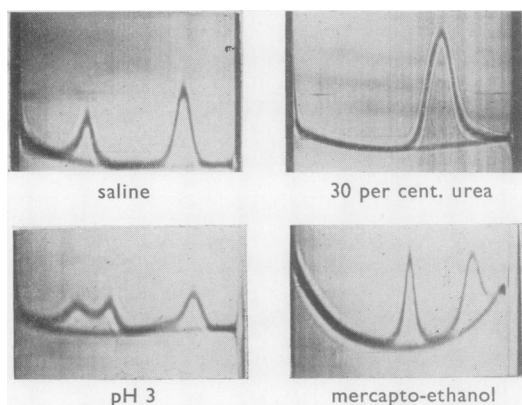 saline
30 per cent. urea
pH 3
mercapto-ethanol